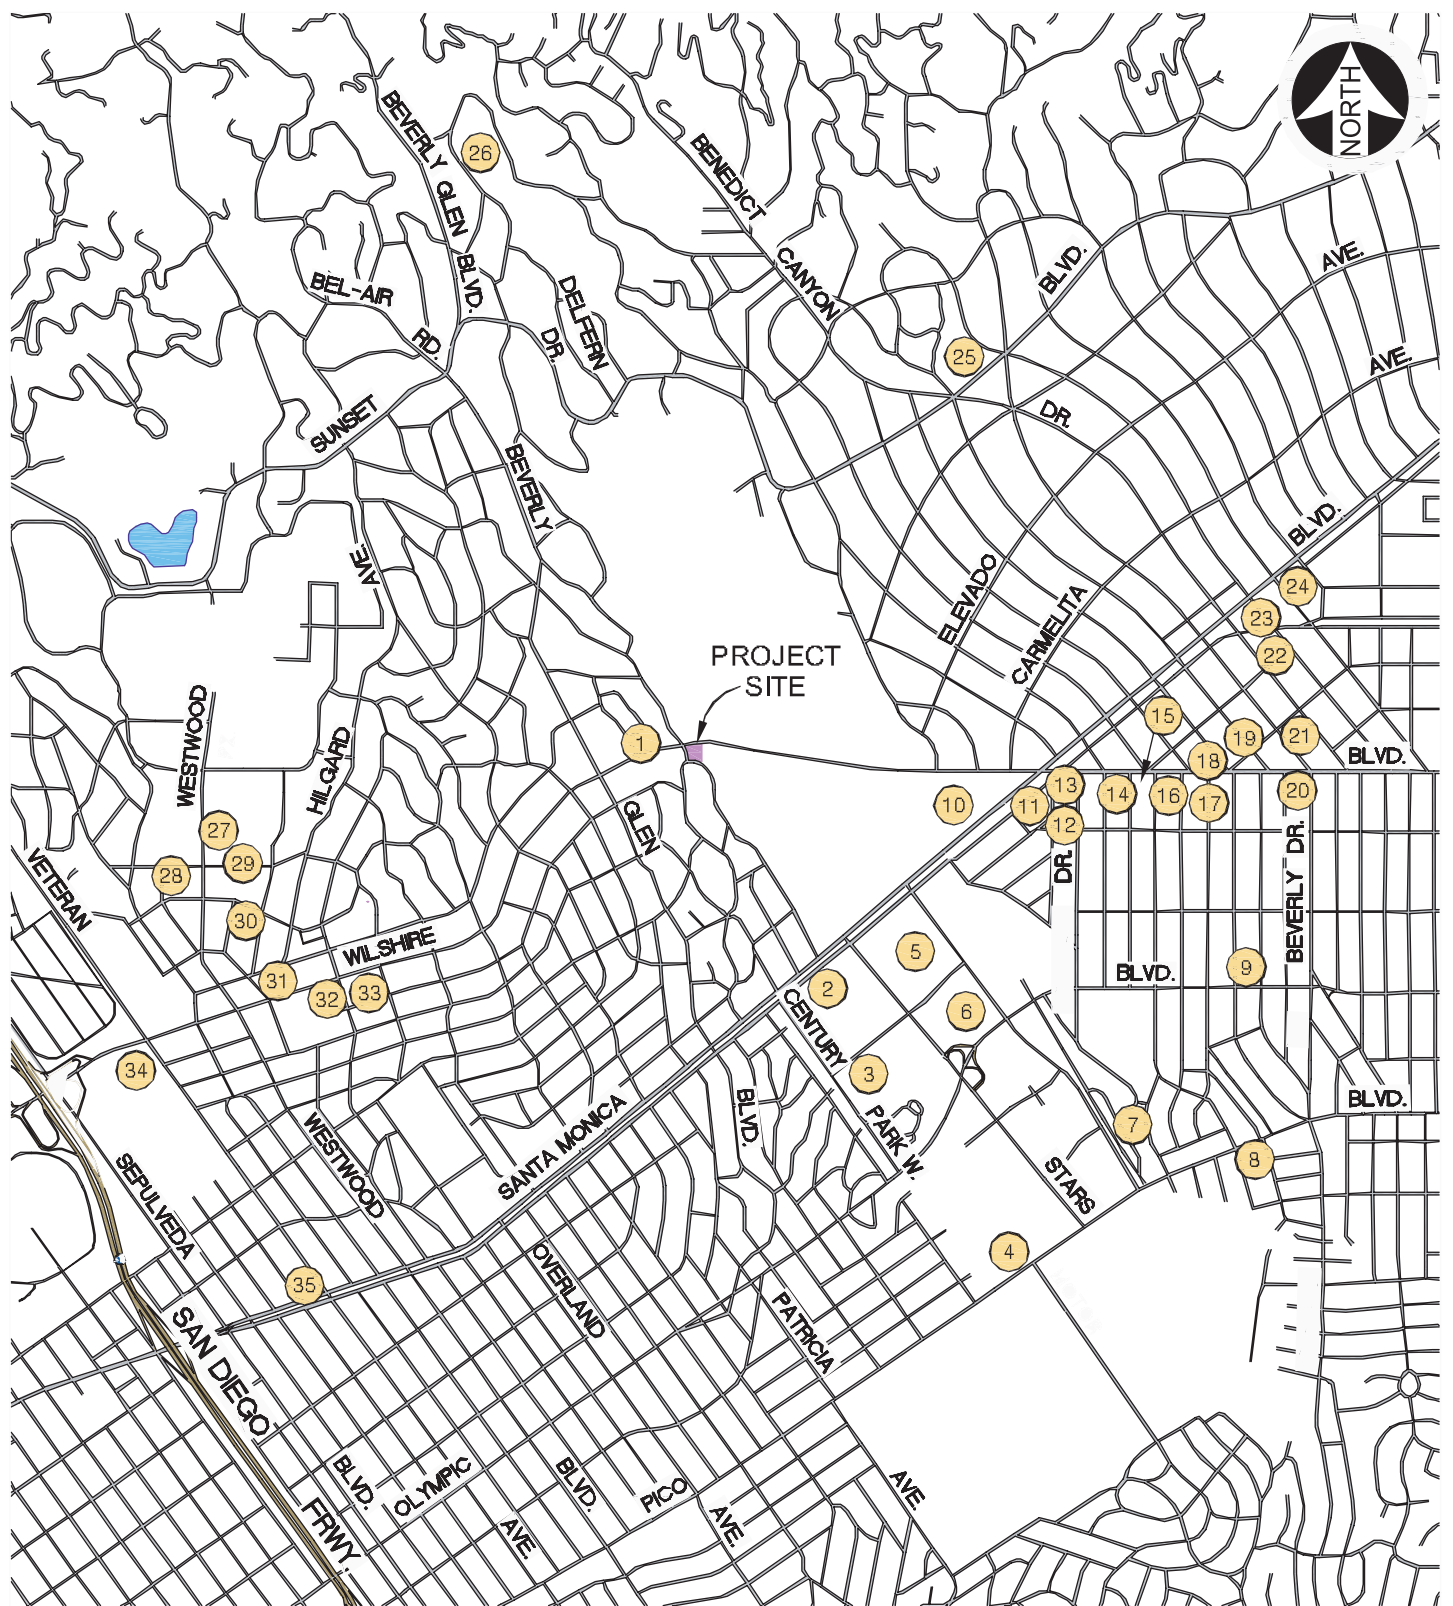 NORTH
BEVERLY GLEN BLVD.
26
BENEDICT CANYON
DR.
BEL-AIR RD.
DELFERN
DR.
BLVD.
AVE.
25
AVE.
SUNSET
BEVERLY
GLEN
BLVD.
AVE
ELEVADO
CARMELITA
BLVD.
24
23
22
PROJECT
SITE
WESTWOOD
HILGARD
1
15
18
19
21
BLVD.
10
11
13
12
14
16
17
20
27
28
29
30
VETERAN
WILSHIRE
31
32
33
DR.
BEVERLY DR.
BLVD.
9
5
2
6
CENTURY
PARK W.
3
34
SEPULVEDA
WESTWOOD
SANTA MONICA
BLVD.
BLVD.
7
8
STARS
4
35
OVERLAND
PATRICIA
SAN DIEGO
FRWY.
BLVD.
OLYMPIC
BLVD.
PICO
AVE.
AVE.
AVE.